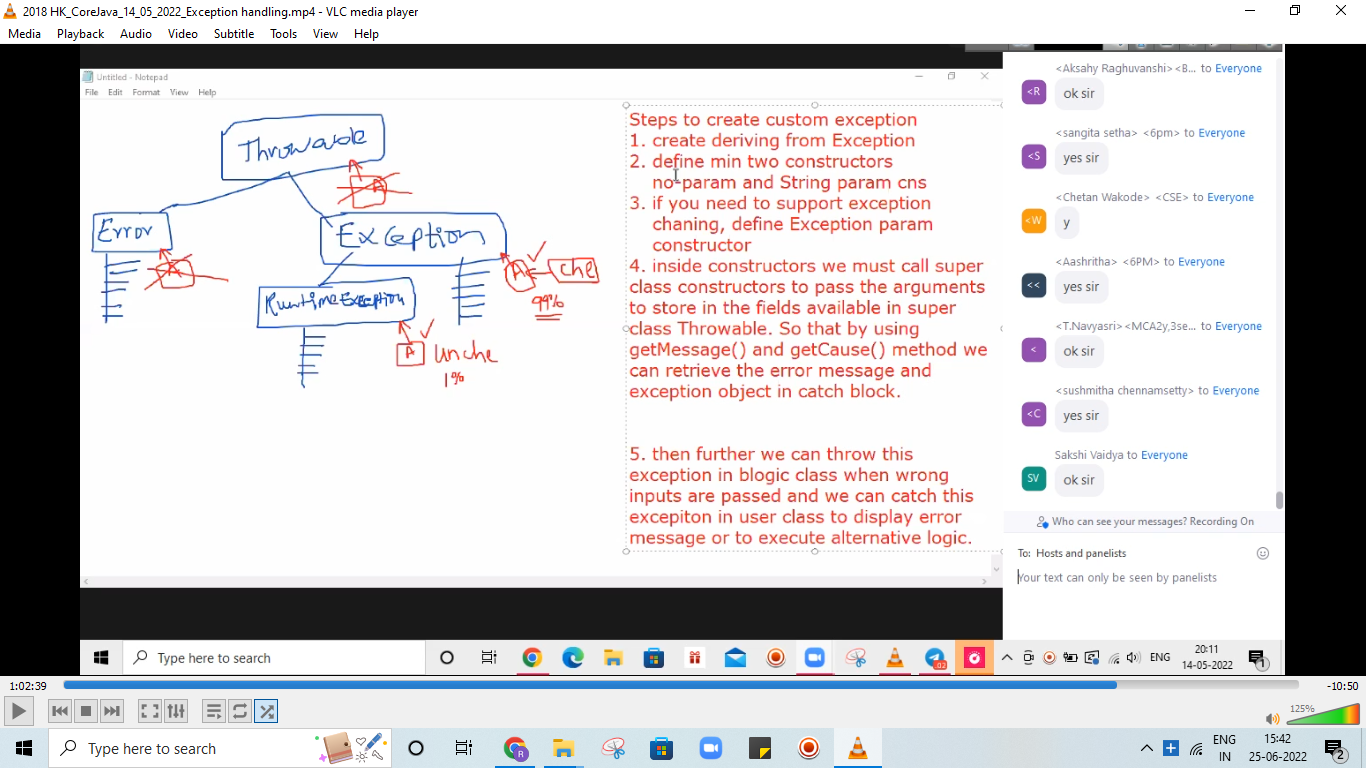 2018 HK_CoreJava_14_05_2022_Exception handling.mp4 - VLC media player
Media Playback Audio Video Subtitle Tools View Help
Untitled - Notepad
File Edit Format View Help
Throwable
A
Error
A
Exception
A
che
99%
RuntimeException
A
unche
1%
Steps to create custom exception
1. create deriving from Exception
2. define min two constructors
no-param and String param cns
3. if you need to support exception
chaning, define Exception param
constructor
4. inside constructors we must call super
class constructors to pass the arguments
to store in the fields available in super
class Throwable. So that by using
getMessage() and getCause() method we
can retrieve the error message and
exception object in catch block.
5. then further we can throw this
exception in blogic class when wrong
inputs are passed and we can catch this
excepiton in user class to display error
message or to execute alternative logic.
<Aksahy Raghuvanshi> <B... to Everyone
<R
ok sir
<sangita setha> <6pm> to Everyone
<S
yes sir
<Chetan Wakode> <CSE> to Everyone
<W
y
<Aashritha> <6PM> to Everyone
<<
yes sir
<T.Navyasri> <MCA2y,3se... to Everyone
<
ok sir
<sushmitha chennamsetty> to Everyone
<C
yes sir
Sakshi Vaidya to Everyone
SV
ok sir
Who can see your messages? Recording On
To: Hosts and panelists
Your text can only be seen by panelists
Type here to search
02
ENG
20:11
14-05-2022
1
1:02:39
-10:50
125%
Type here to search
R
ENG
IN
15:42
25-06-2022
2